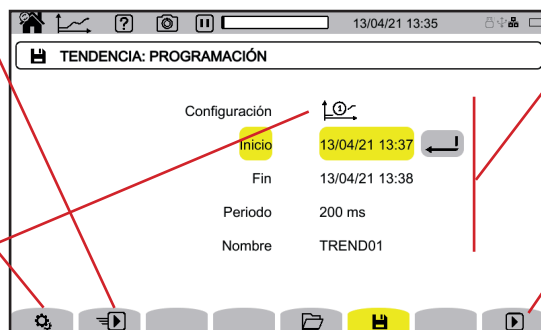 13/04/21 13:35
TENDENCIA: PROGRAMACIÓN
Configuración 1
Inicio 13/04/21 13:37
Fin 13/04/21 13:38
Periodo 200 ms
Nombre TREND01